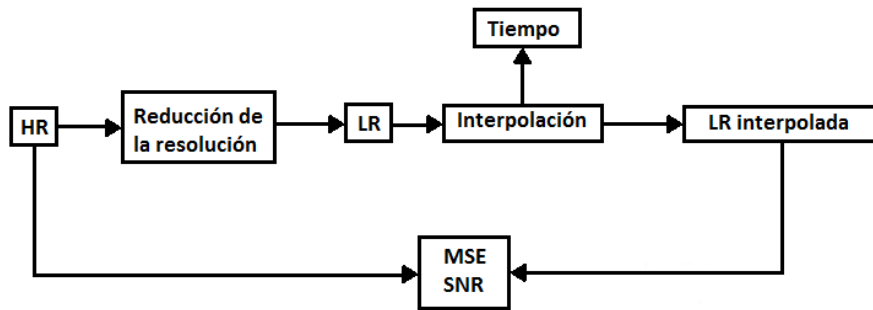 Tiempo
HR
Reducción de
la resolución
LR
Interpolación
LR interpolada
MSE
SNR